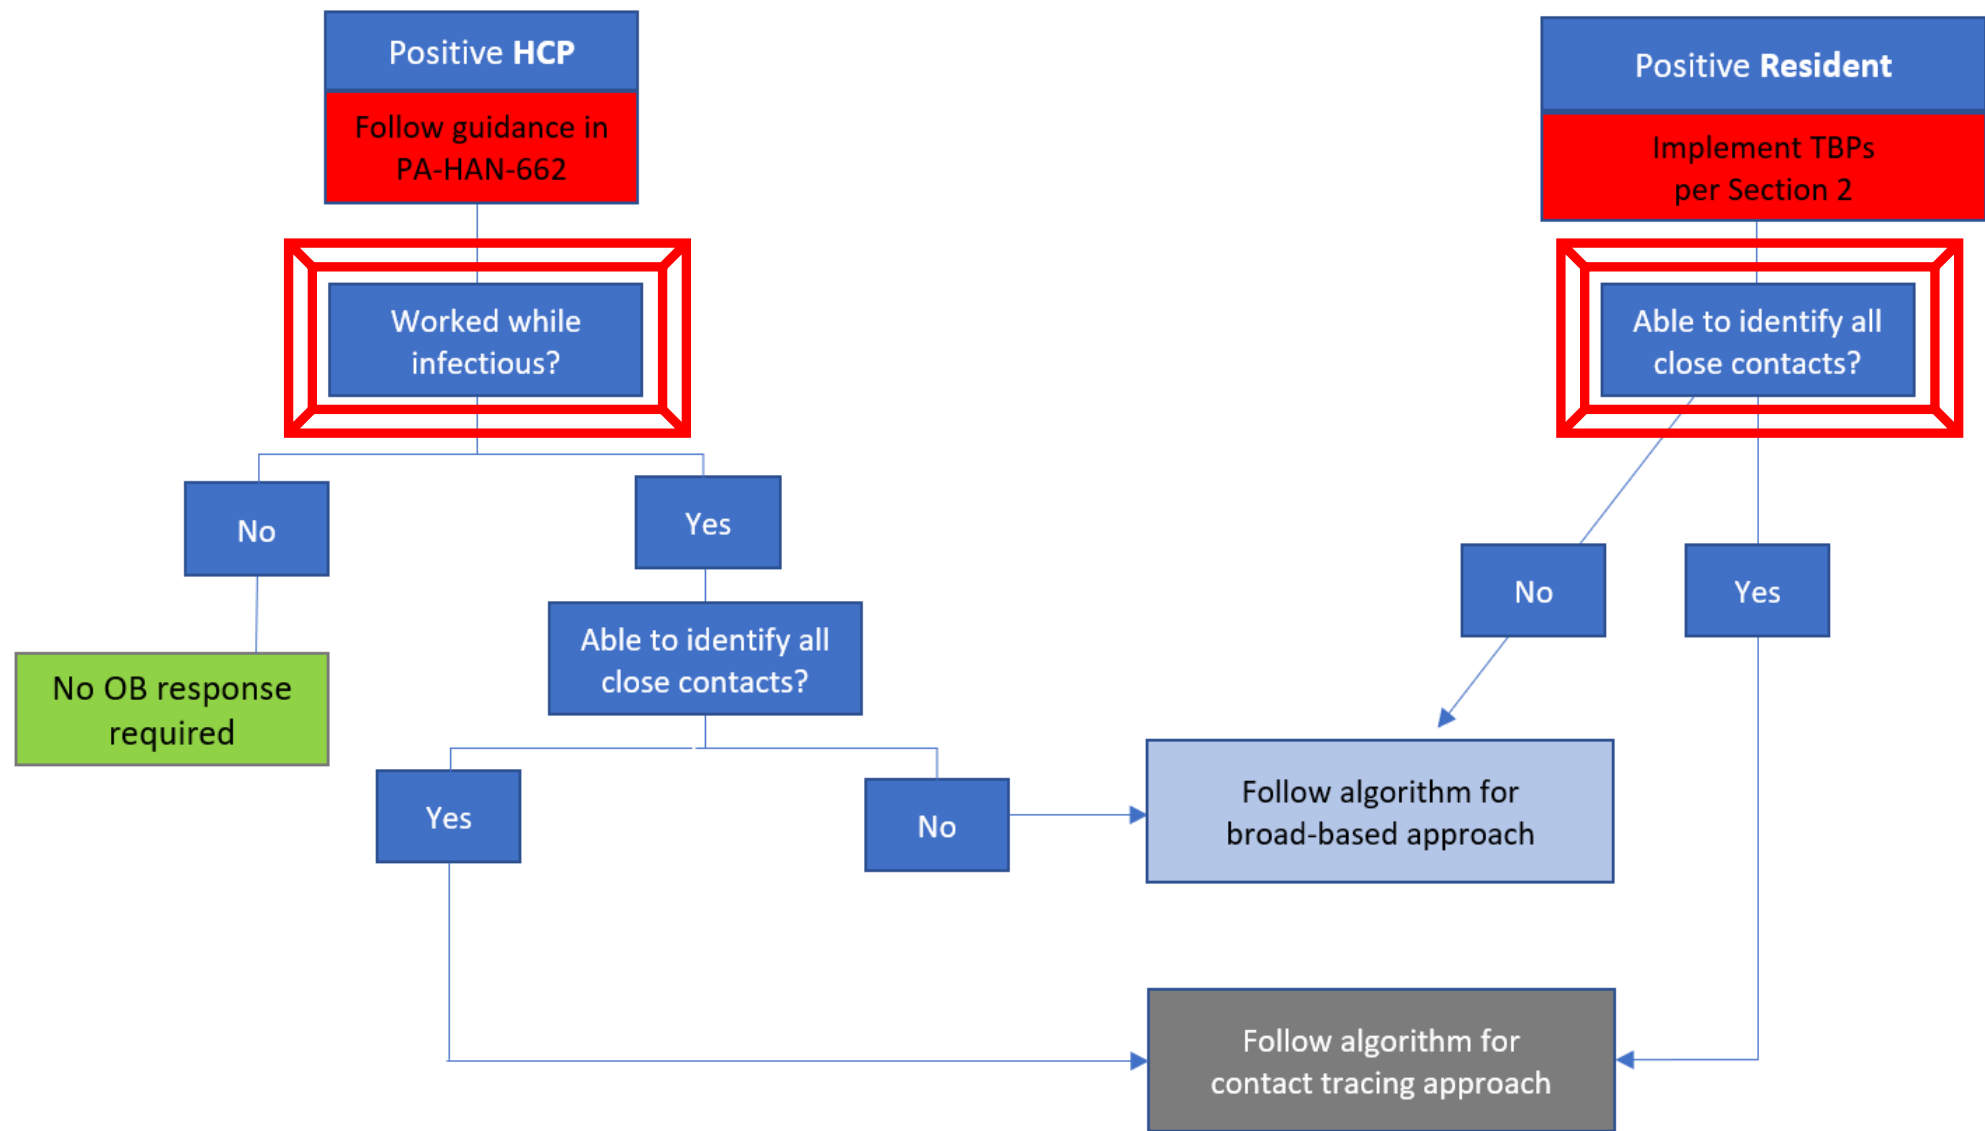 Positive HCP
Follow guidance in
PA-HAN-662
Positive Resident
Implement TBPs
per Section 2
Worked while
infectious?
Able to identify all
close contacts?
No
Yes
No
Yes
No OB response
required
Able to identify all
close contacts?
Yes
No
Follow algorithm for
broad-based approach
Follow algorithm for
contact tracing approach